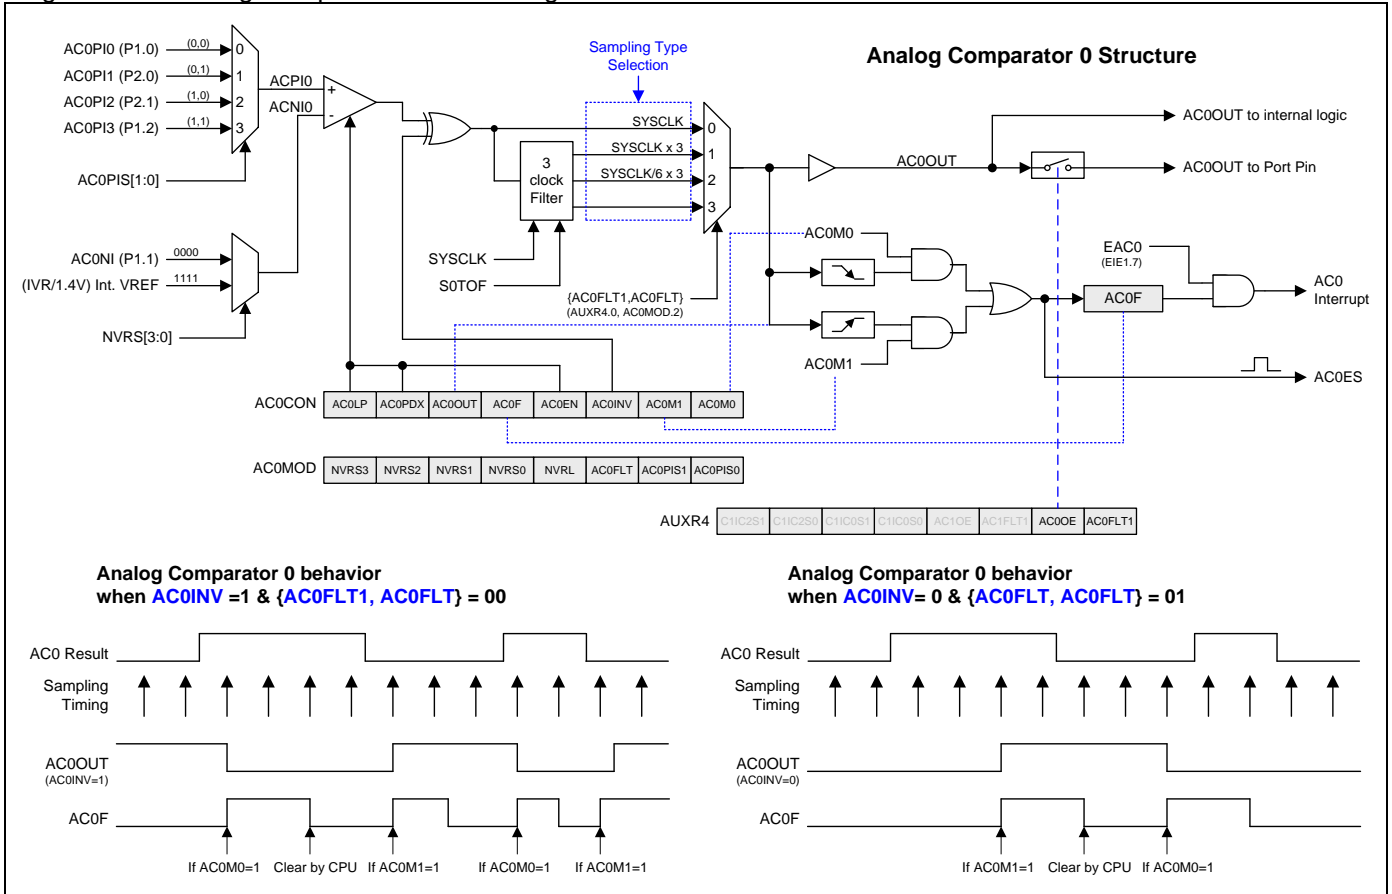 Analog Comparator 0 Structure
Sampling Type
Selection
AC0PI0 (P1.0)
(0,0)
0
AC0PI1 (P2.0)
(0,1)
1
AC0PI2 (P2.1)
(1,0)
2
AC0PI3 (P1.2)
(1,1)
3
AC0PIS[1:0]
ACPI0
ACNI0
+
-
AC0NI (P1.1)
0000
(IVR/1.4V) Int. VREF
1111
NVRS[3:0]
3
clock
Filter
SYSCLK
S0TOF
SYSCLK
0
SYSCLK x 3
1
SYSCLK/6 x 3
2
3
{AC0FLT1,AC0FLT}
(AUXR4.0, AC0MOD.2)
AC0OUT
AC0OUT to internal logic
AC0OUT to Port Pin
AC0M0
AC0M1
EAC0
(EIE1.7)
AC0F
AC0
Interrupt
AC0ES
AC0CON
AC0LP AC0PDX AC0OUT AC0F AC0EN AC0INV AC0M1 AC0M0
AC0MOD
NVRS3 NVRS2 NVRS1 NVRS0 NVRL AC0FLT AC0PIS1 AC0PIS0
AUXR4
C1IC2S1 C1IC2S0 C1IC0S1 C1IC0S0 AC1OE AC1FLT1 AC0OE AC0FLT1
Analog Comparator 0 behavior
when AC0INV =1 & {AC0FLT1, AC0FLT} = 00
AC0 Result
Sampling
Timing
AC0OUT
(AC0INV=1)
AC0F
If AC0M0=1 Clear by CPU If AC0M1=1 If AC0M0=1 If AC0M1=1
Analog Comparator 0 behavior
when AC0INV= 0 & {AC0FLT, AC0FLT} = 01
AC0 Result
Sampling
Timing
AC0OUT
(AC0INV=0)
AC0F
If AC0M1=1 Clear by CPU If AC0M0=1